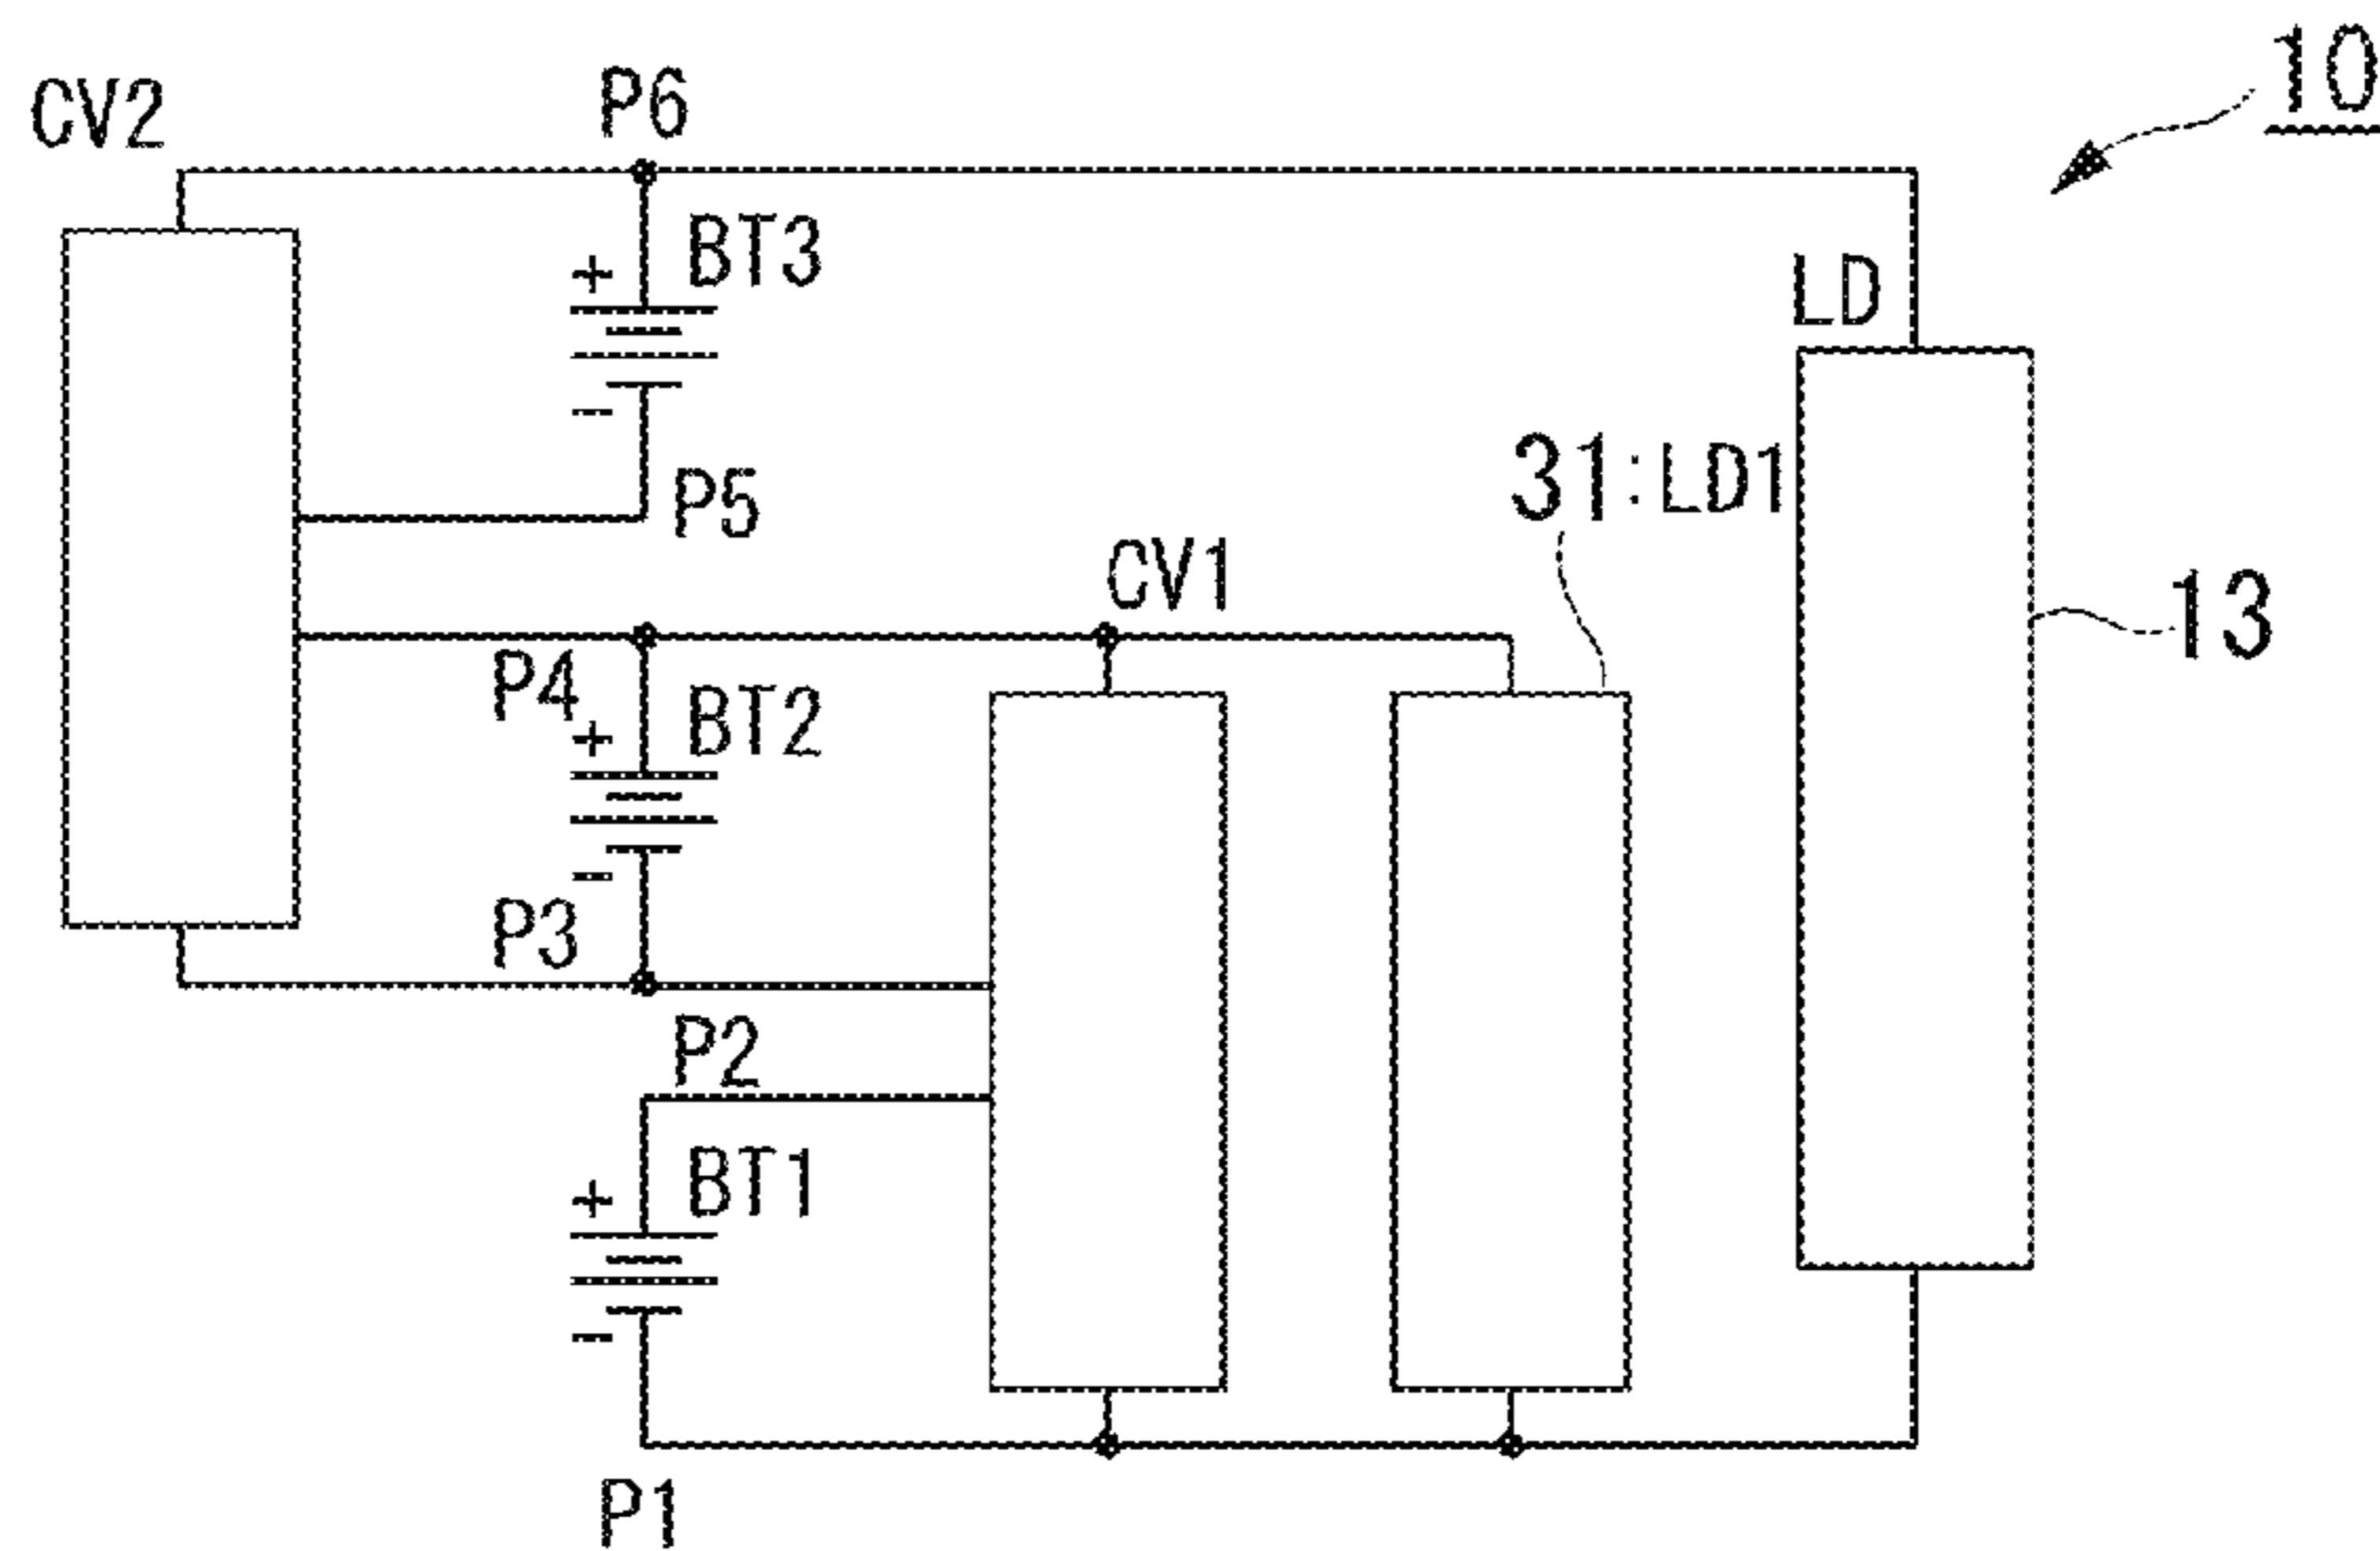 10
CV2
P6
BT3
+
-
LD
31:LD1
P5
CV1
13
P4
BT2
+
-
P3
P2
BT1
+
-
P1